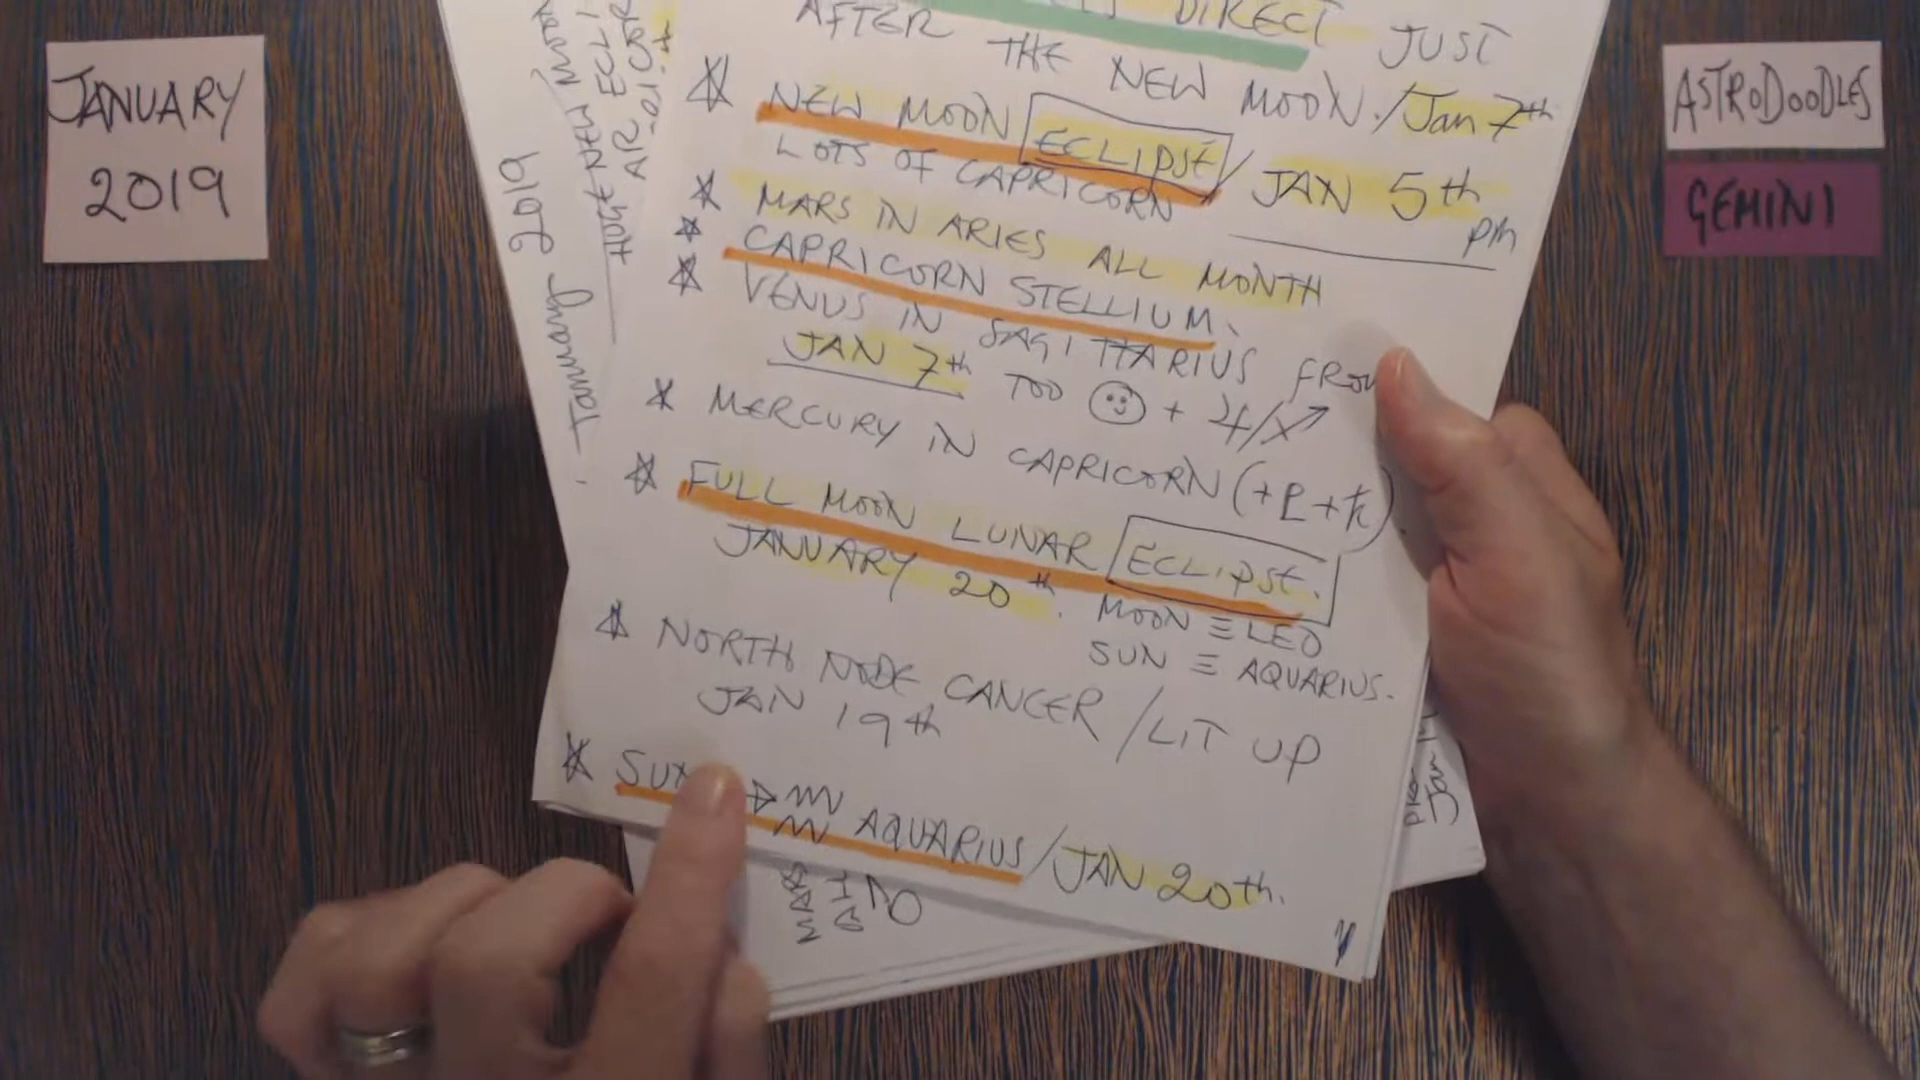 JANUARY
2019
ASTRODOODLES
GEMINI
DIRECT JUST
AFTER THE NEW MOON. / Jan 7th
NEW MOON ECLIPSE / JAN 5th
pm
LOTS OF CAPRICORN
MARS IN ARIES ALL MONTH
CAPRICORN STELLIUM.
VENUS IN SAGITTARIUS FROM
JAN 7th TOO ☺ + ♃/♐
MERCURY IN CAPRICORN (+ ♇ + ♄).
FULL MOON LUNAR ECLIPSE.
JANUARY 20th. MOON ≡ LEO
SUN ≡ AQUARIUS.
NORTH NODE CANCER / LIT UP
JAN 19th
SUN → ♒ AQUARIUS / JAN 20th.
January 2019